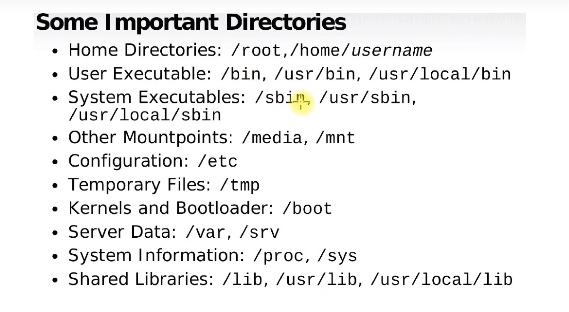 Some Important Directories
• Home Directories: /root,/home/username
• User Executable: /bin, /usr/bin, /usr/local/bin
• System Executables: /sbin, /usr/sbin,
/usr/local/sbin
• Other Mountpoints: /media, /mnt
• Configuration: /etc
• Temporary Files: /tmp
• Kernels and Bootloader: /boot
• Server Data: /var, /srv
• System Information: /proc, /sys
• Shared Libraries: /lib, /usr/lib, /usr/local/lib